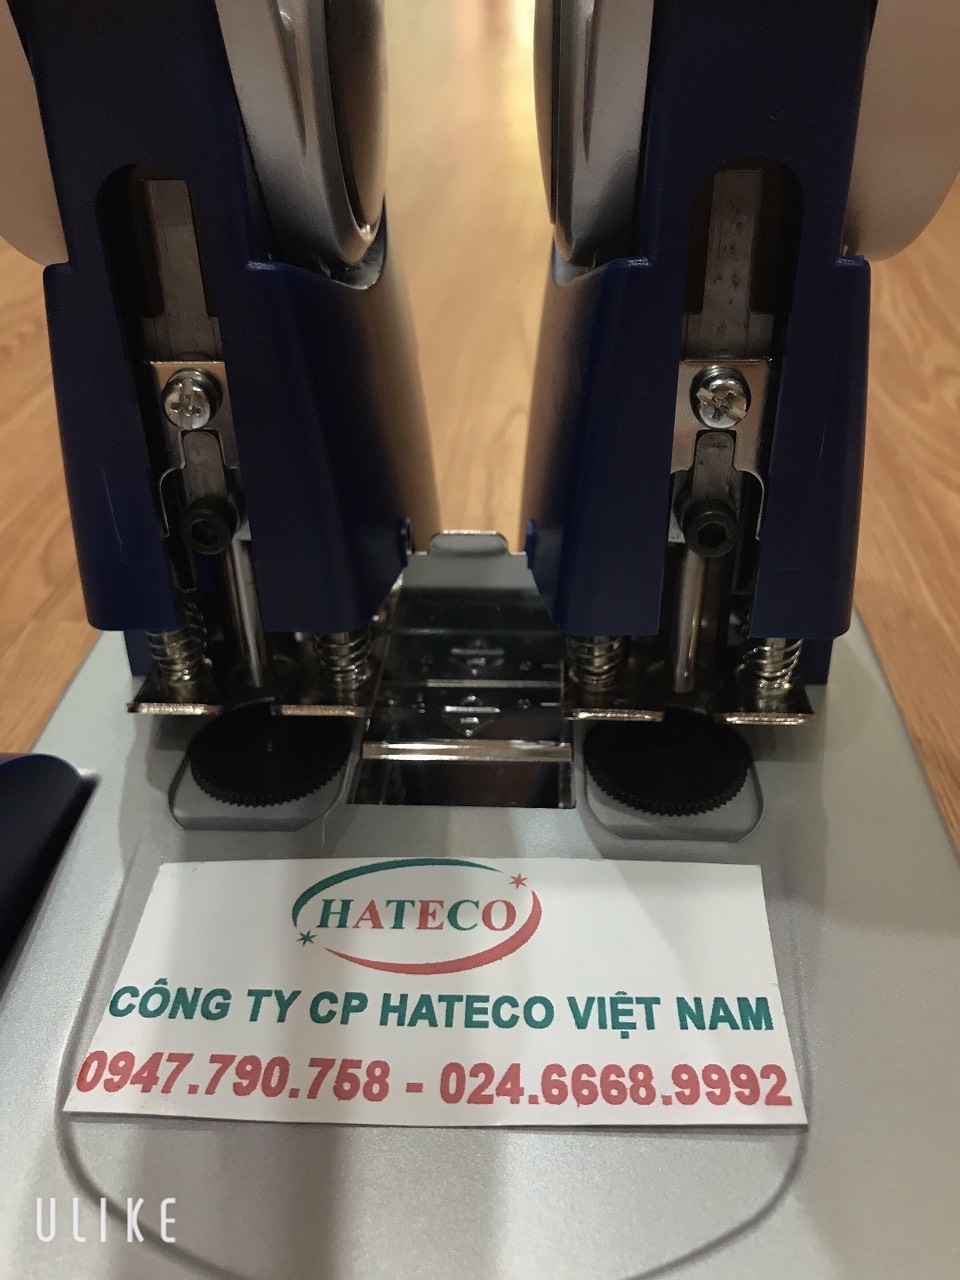 HATECO
CÔNG TY CP HATECO VIỆT NAM
0947.790.758 - 024.6668.9992
ULIKE